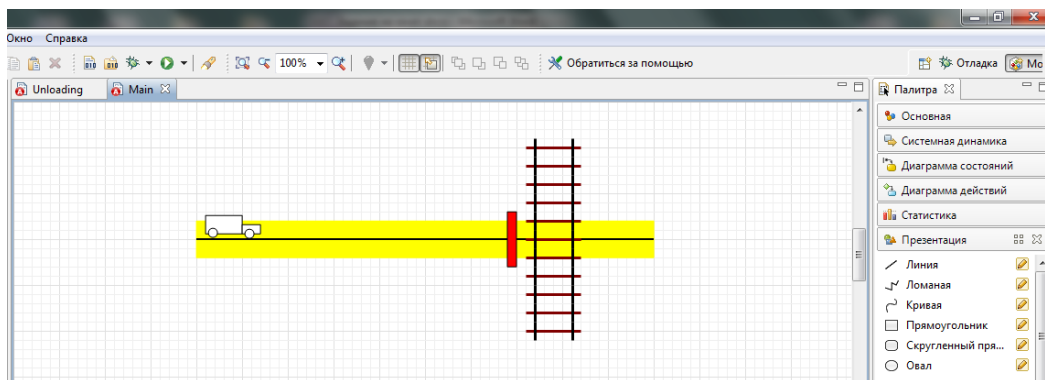 Окно Справка
100% Обратиться за помощью Отладка Mo
Unloading Main Палитра
Основная
Системная динамика
Диаграмма состояний
Диаграмма действий
Статистика
Презентация
Линия
Ломаная
Кривая
Прямоугольник
Скругленный пря...
Овал